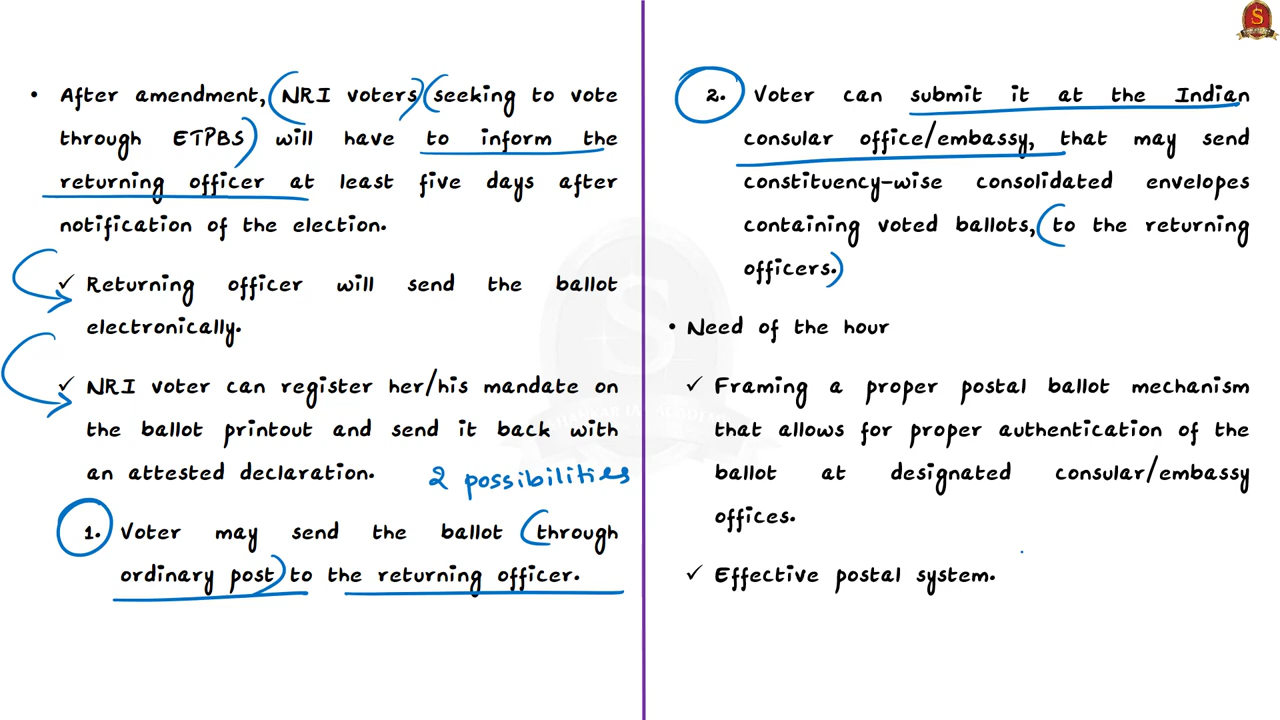 • After amendment, NRI voters seeking to vote
through ETPBS will have to inform the
returning officer at least five days after
notification of the election.
✓ Returning officer will send the ballot
electronically.
✓ NRI voter can register her/his mandate on
the ballot printout and send it back with
an attested declaration.
2 possibilities
1. Voter may send the ballot (through
ordinary post) to the returning officer.
2. Voter can submit it at the Indian
consular office/embassy, that may send
constituency-wise consolidated envelopes
containing voted ballots, (to the returning
officers.)
• Need of the hour
✓ Framing a proper postal ballot mechanism
that allows for proper authentication of the
ballot at designated consular/embassy
offices.
✓ Effective postal system.